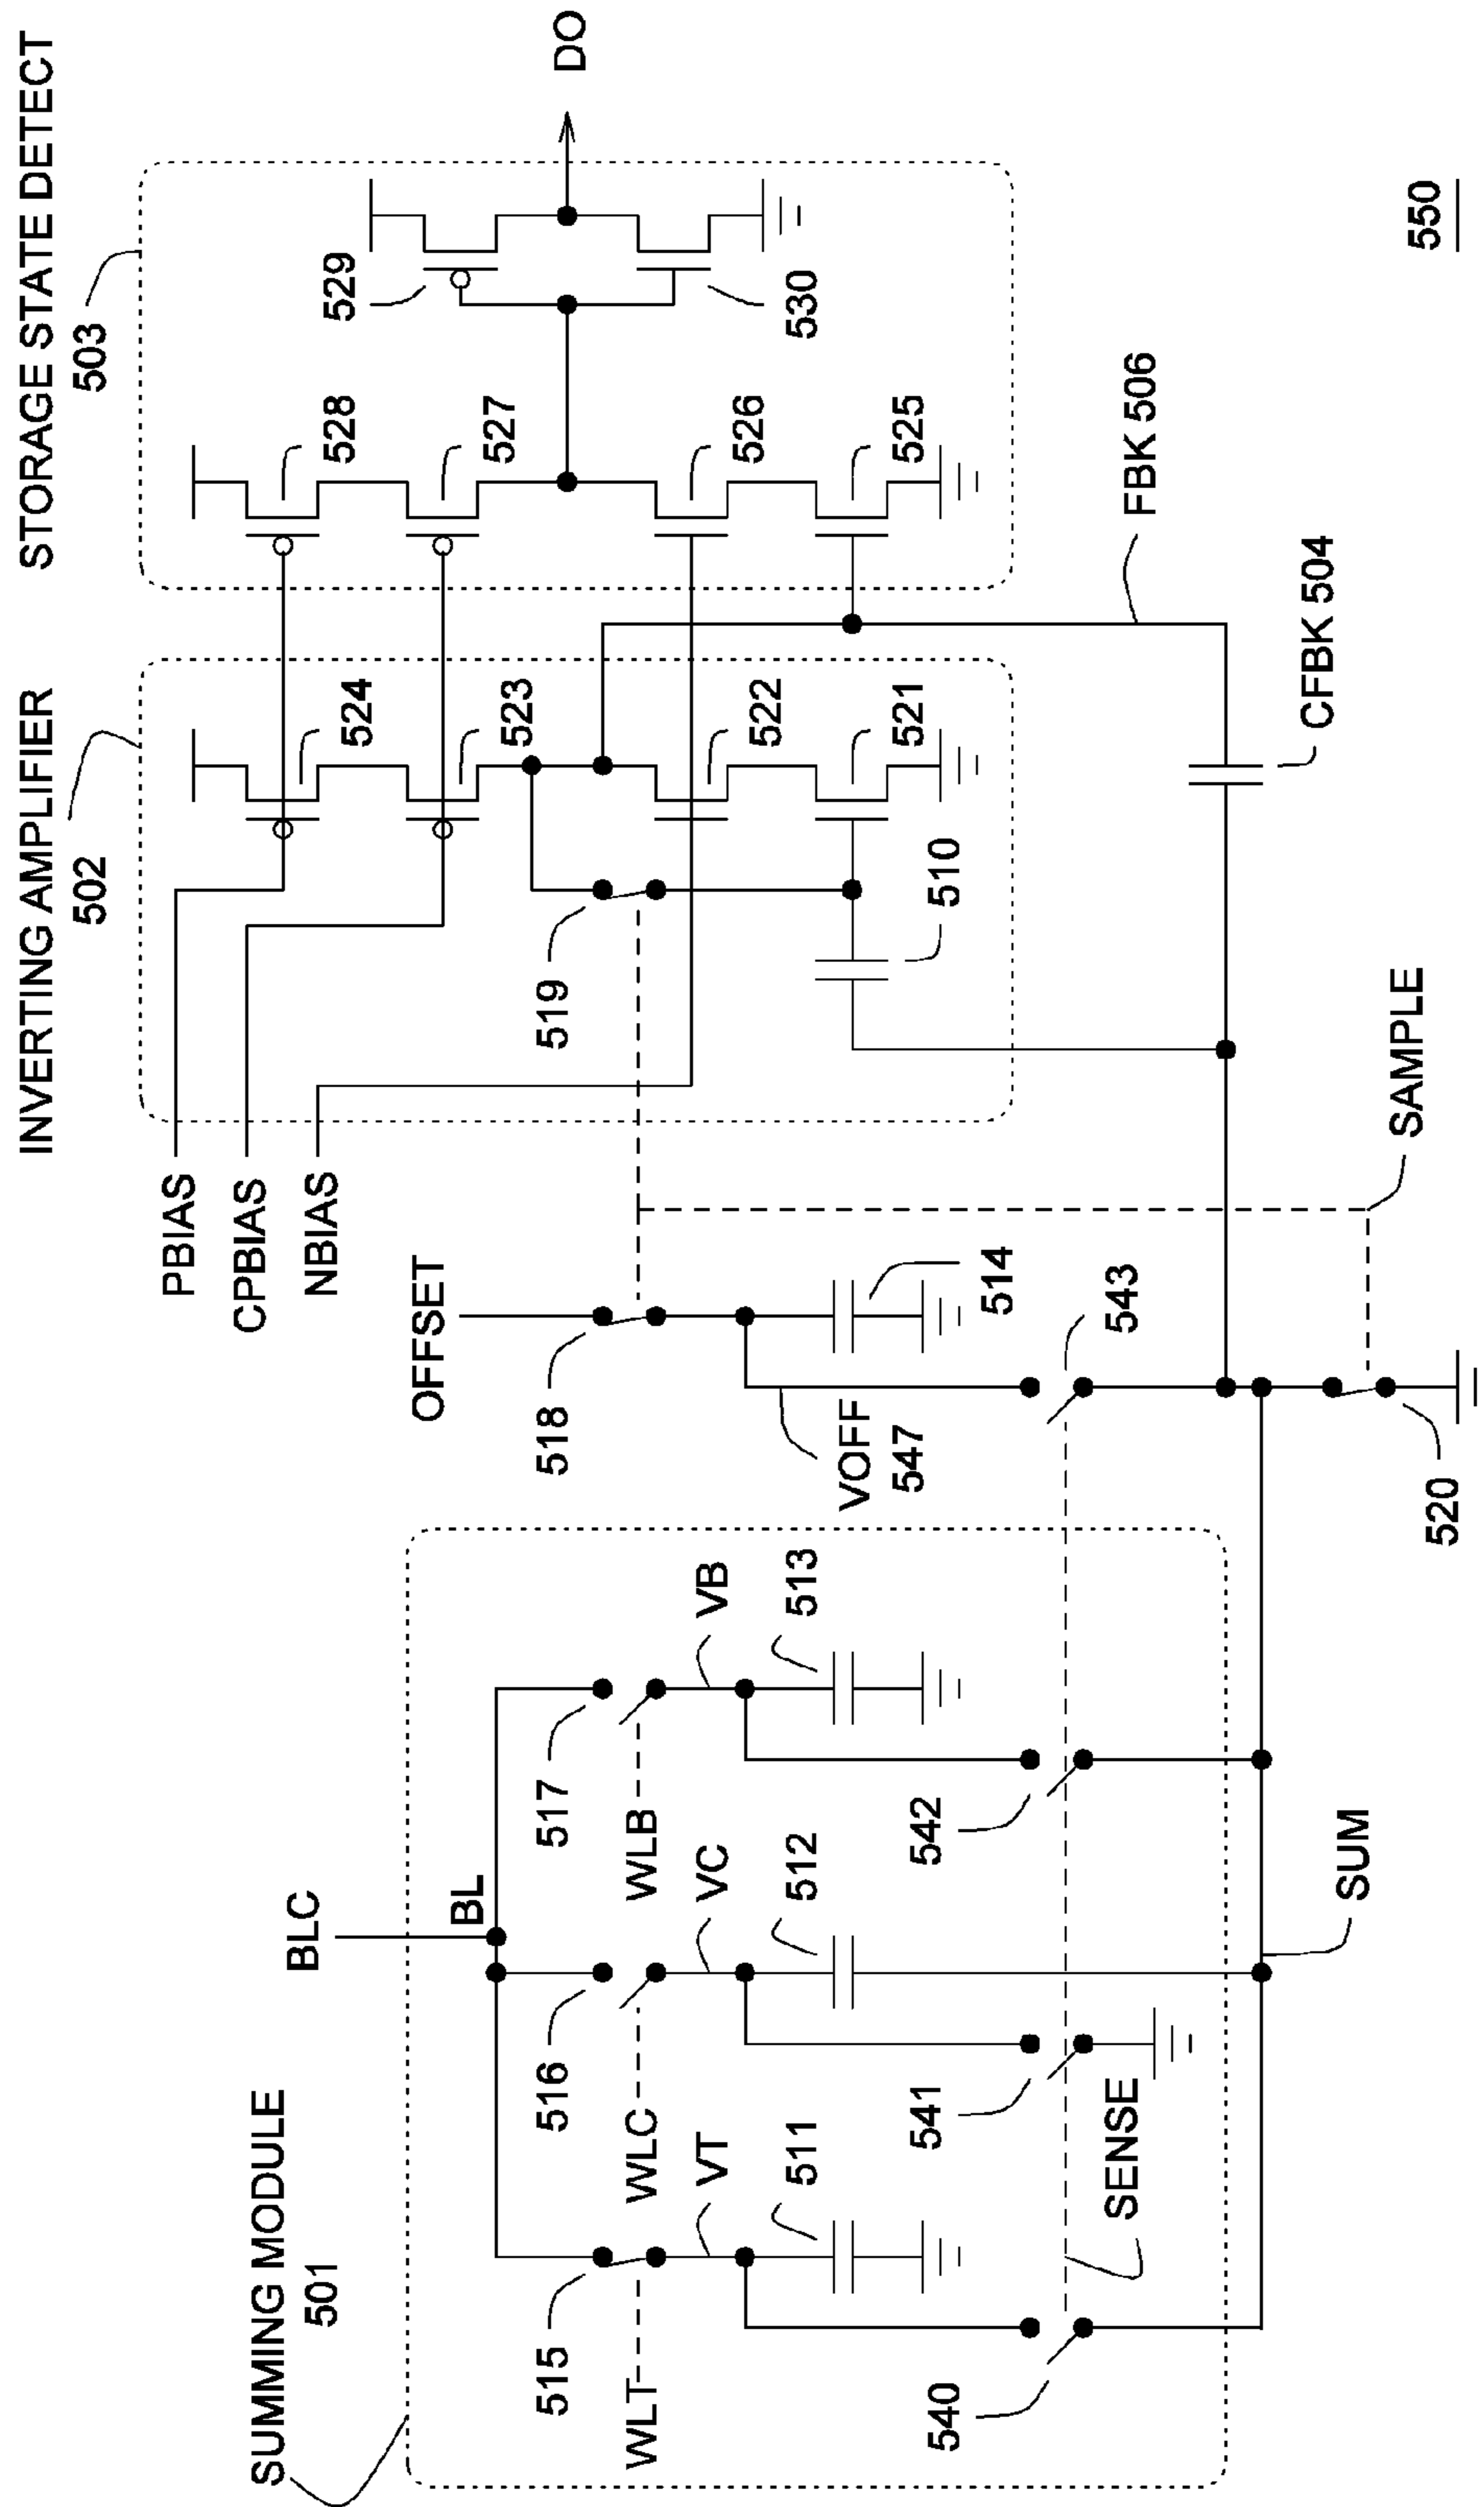 SUMMING MODULE
501
BLC
BL
515
WLT
516
WLC
517
WLB
VT
VC
VB
511
512
513
540
541
542
SENSE
SUM
OFFSET
518
VOFF
547
514
543
520
SAMPLE
INVERTING AMPLIFIER
502
PBIAS
CPBIAS
NBIAS
519
524
523
522
521
510
STORAGE STATE DETECT
503
528
527
526
525
529
530
DO
FBK 506
CFBK 504
550